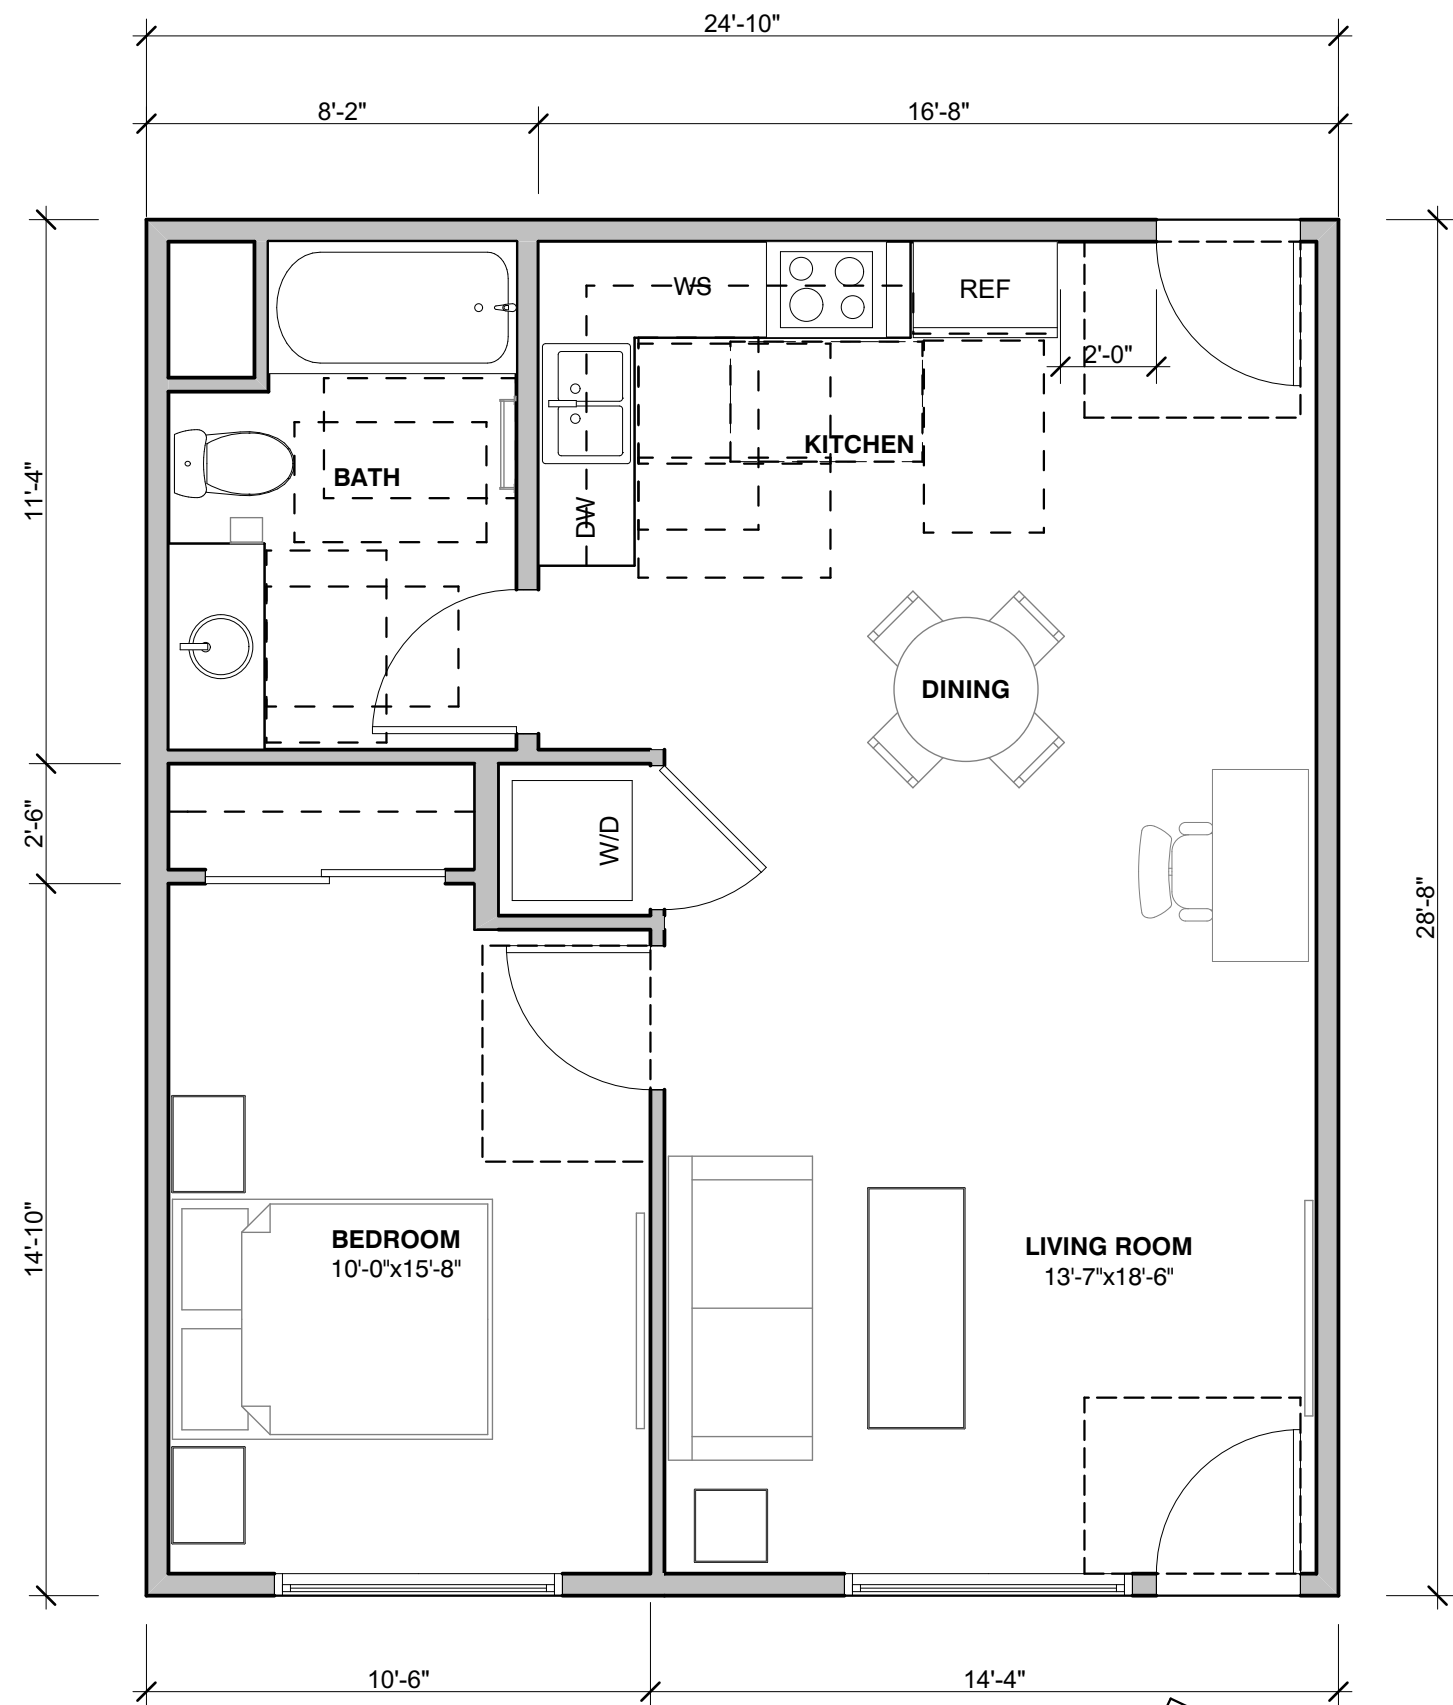 24'-10"
8'-2"
16'-8"
WS
REF
2'-0"
KITCHEN
BATH
11'-4"
DW
DINING
2'-6"
W/D
28'-8"
14'-10"
BEDROOM
10'-0"x15'-8"
LIVING ROOM
13'-7"x18'-6"
10'-6"
14'-4"